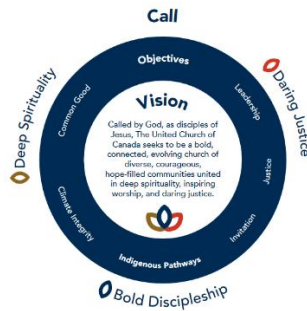 Call
Objectives
Deep Spirituality
Daring Justice
Common Good
Leadership
Vision
Called by God, as disciples of
Jesus, The United Church of
Canada seeks to be a bold,
connected, evolving church of
diverse, courageous,
hope-filled communities united
in deep spirituality, inspiring
worship, and daring justice.
Justice
Climate Integrity
Invitation
Indigenous Pathways
Bold Discipleship